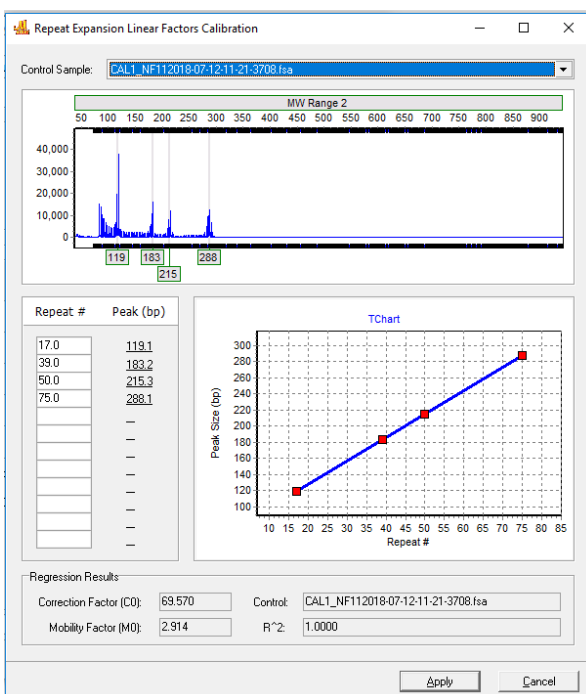 Repeat Expansion Linear Factors Calibration
Control Sample: CAL1_NF112018-07-12-11-21-3708.fsa
MW Range 2
50 100 150 200 250 300 350 400 450 500 550 600 650 700 750 800 850 900
40,000
30,000
20,000
10,000
0
119 183 288
215
Repeat # Peak (bp)
17.0 119.1
39.0 183.2
50.0 215.3
75.0 288.1
TChart
Peak Size (bp)
300
280
260
240
220
200
180
160
140
120
100
10 15 20 25 30 35 40 45 50 55 60 65 70 75 80 85
Repeat #
Regression Results
Correction Factor (C0): 69.570 Control: CAL1_NF112018-07-12-11-21-3708.fsa
Mobility Factor (M0): 2.914 R^2: 1.0000
Apply Cancel